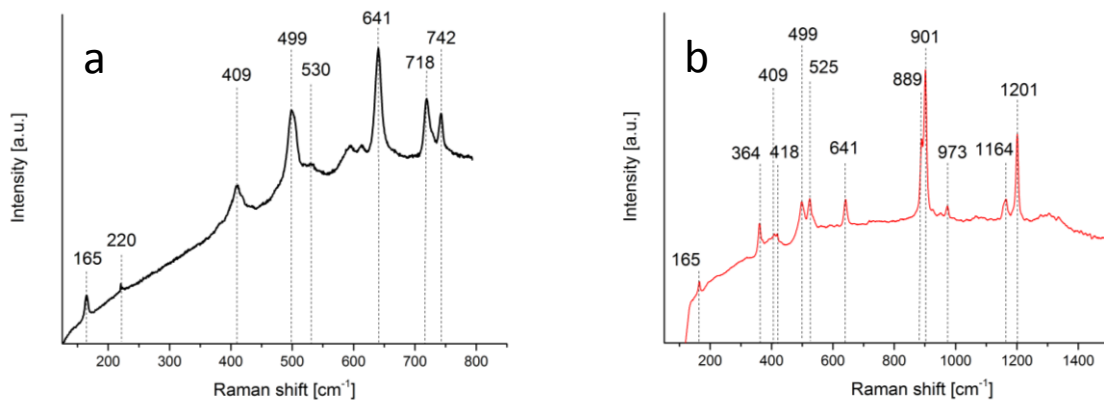 a
641
499
742
718
409
530
220
165
Intensity [a.u.]
200 300 400 500 600 700 800
Raman shift [cm⁻¹]
b
499
901
409
525
889
1201
364
418
641
973
1164
165
Intensity [a.u.]
200 400 600 800 1000 1200 1400
Raman shift [cm⁻¹]